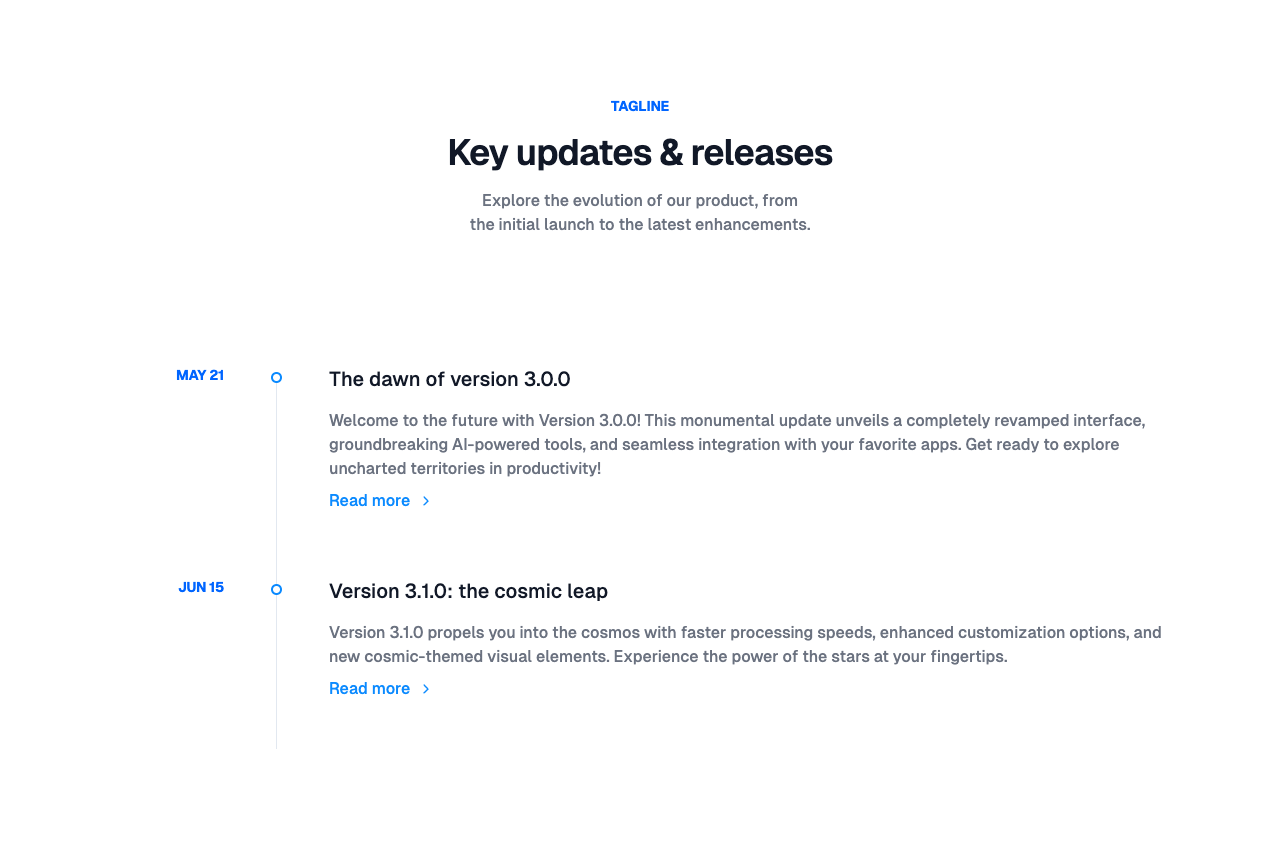 TAGLINE
Key updates & releases
Explore the evolution of our product, from
the initial launch to the latest enhancements.
MAY 21
The dawn of version 3.0.0
Welcome to the future with Version 3.0.0! This monumental update unveils a completely revamped interface,
groundbreaking AI-powered tools, and seamless integration with your favorite apps. Get ready to explore
uncharted territories in productivity!
Read more
JUN 15
Version 3.1.0: the cosmic leap
Version 3.1.0 propels you into the cosmos with faster processing speeds, enhanced customization options, and
new cosmic-themed visual elements. Experience the power of the stars at your fingertips.
Read more